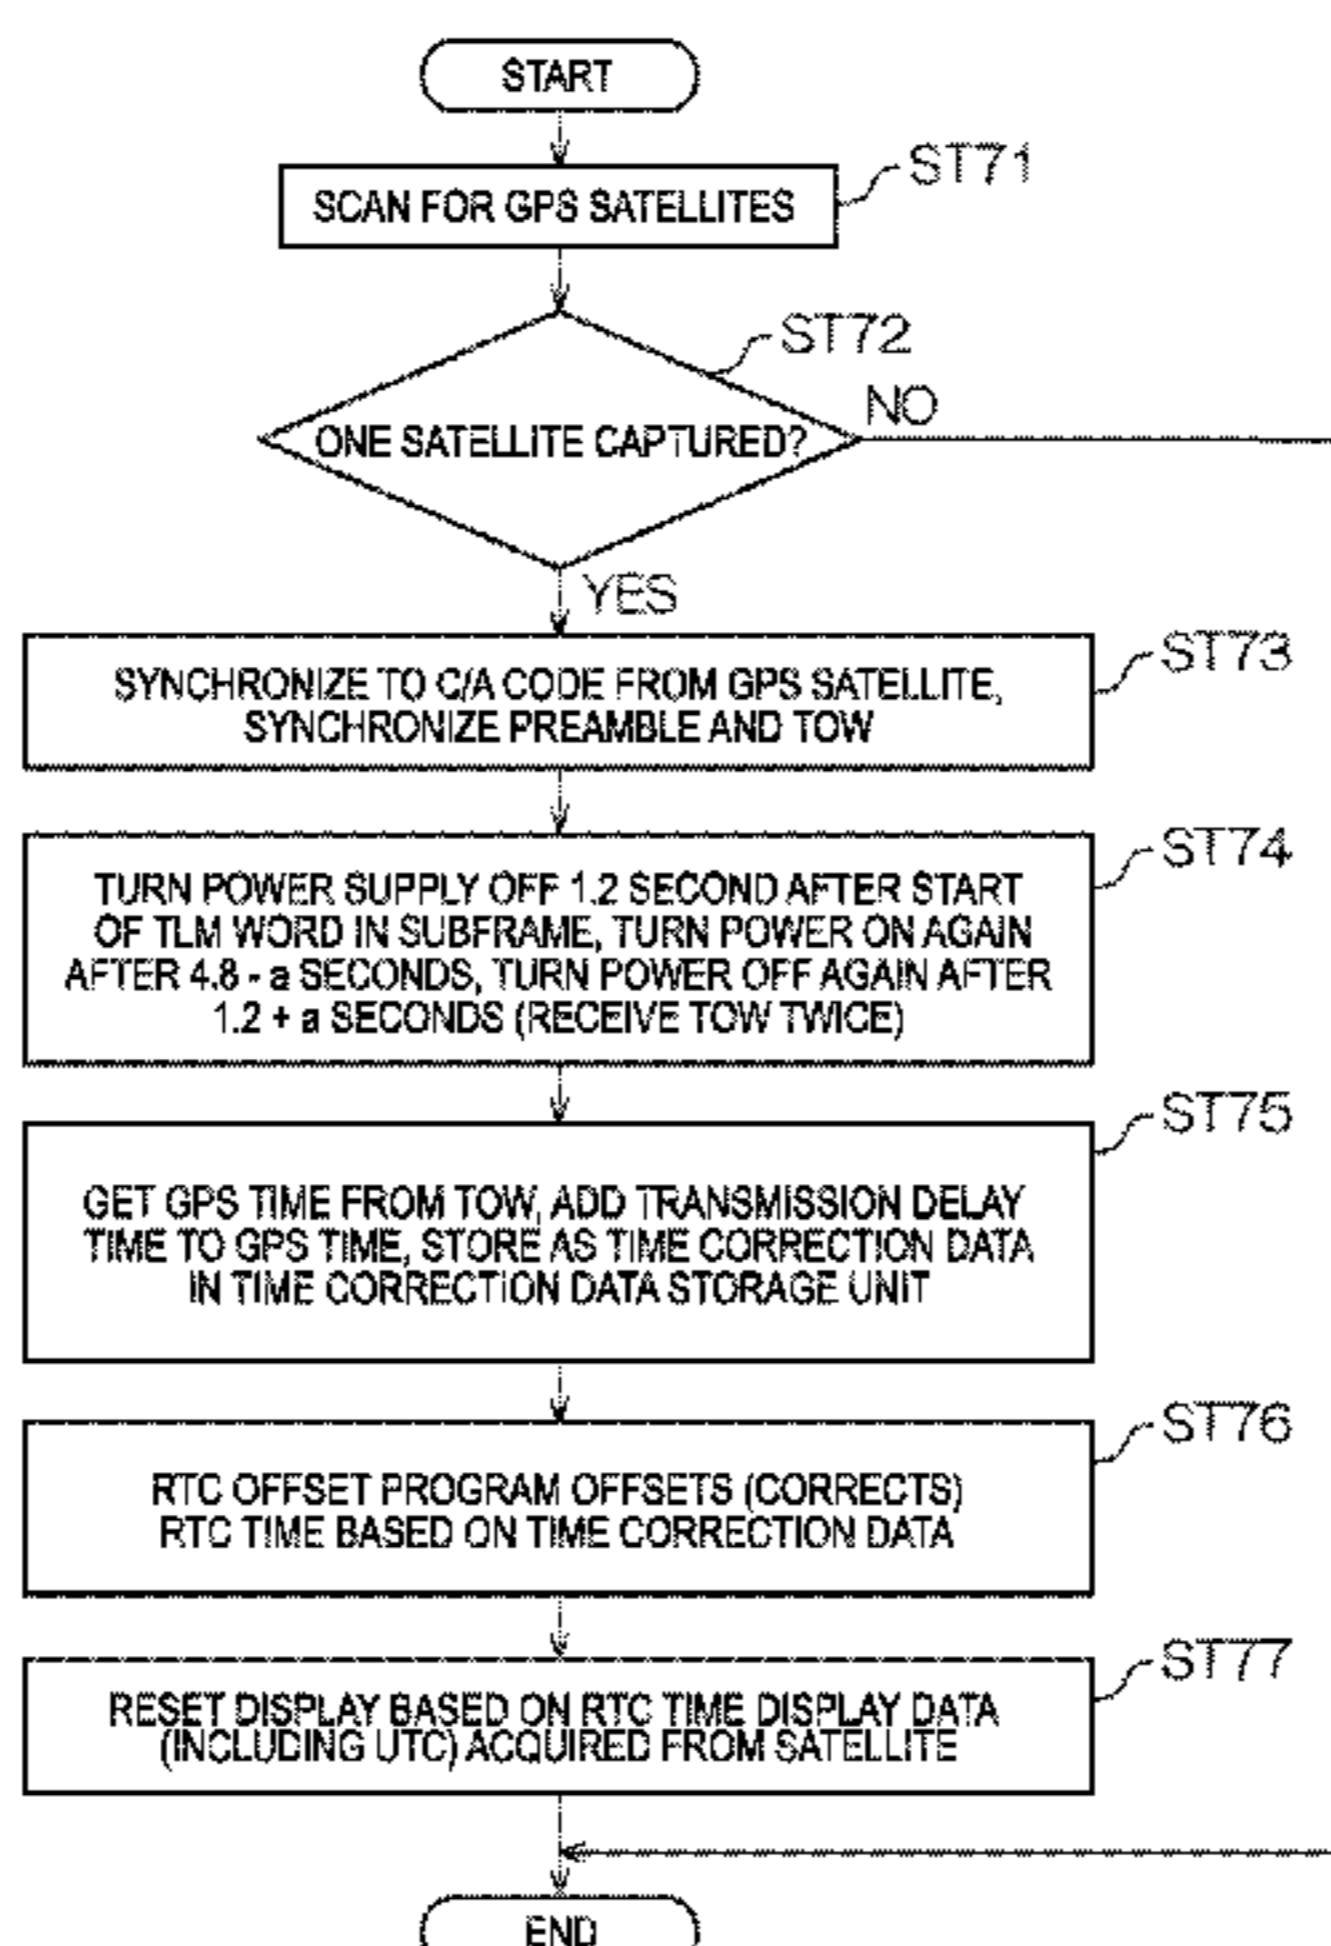 START
SCAN FOR GPS SATELLITES
ST71
ST72
ONE SATELLITE CAPTURED?
NO
YES
SYNCHRONIZE TO C/A CODE FROM GPS SATELLITE,
SYNCHRONIZE PREAMBLE AND TOW
ST73
TURN POWER SUPPLY OFF 1.2 SECOND AFTER START
OF TLM WORD IN SUBFRAME, TURN POWER ON AGAIN
AFTER 4.8 - a SECONDS, TURN POWER OFF AGAIN AFTER
1.2 + a SECONDS (RECEIVE TOW TWICE)
ST74
GET GPS TIME FROM TOW, ADD TRANSMISSION DELAY
TIME TO GPS TIME, STORE AS TIME CORRECTION DATA
IN TIME CORRECTION DATA STORAGE UNIT
ST75
RTC OFFSET PROGRAM OFFSETS (CORRECTS)
RTC TIME BASED ON TIME CORRECTION DATA
ST76
RESET DISPLAY BASED ON RTC TIME DISPLAY DATA
(INCLUDING UTC) ACQUIRED FROM SATELLITE
ST77
END